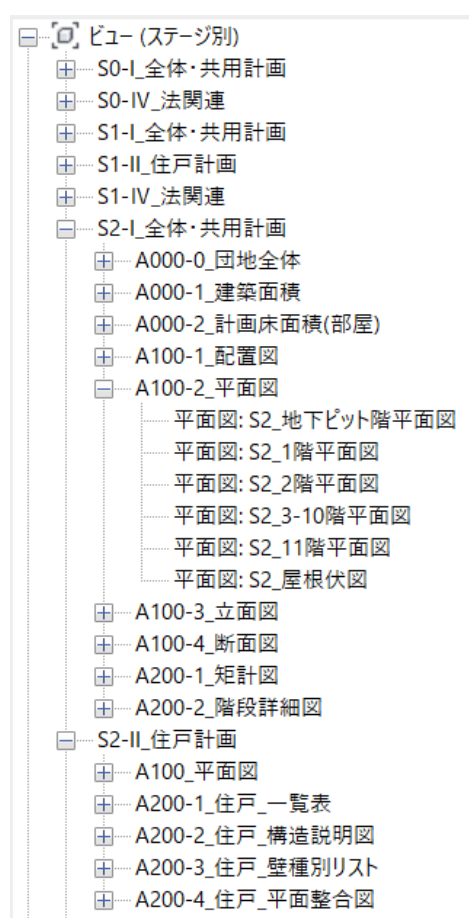 ビュー (ステージ別)
S0-I_全体・共用計画
S0-IV_法関連
S1-I_全体・共用計画
S1-II_住戸計画
S1-IV_法関連
S2-I_全体・共用計画
A000-0_団地全体
A000-1_建築面積
A000-2_計画床面積(部屋)
A100-1_配置図
A100-2_平面図
平面図: S2_地下ピット階平面図
平面図: S2_1階平面図
平面図: S2_2階平面図
平面図: S2_3-10階平面図
平面図: S2_11階平面図
平面図: S2_屋根伏図
A100-3_立面図
A100-4_断面図
A200-1_矩計図
A200-2_階段詳細図
S2-II_住戸計画
A100_平面図
A200-1_住戸_一覧表
A200-2_住戸_構造説明図
A200-3_住戸_壁種別リスト
A200-4_住戸_平面整合図